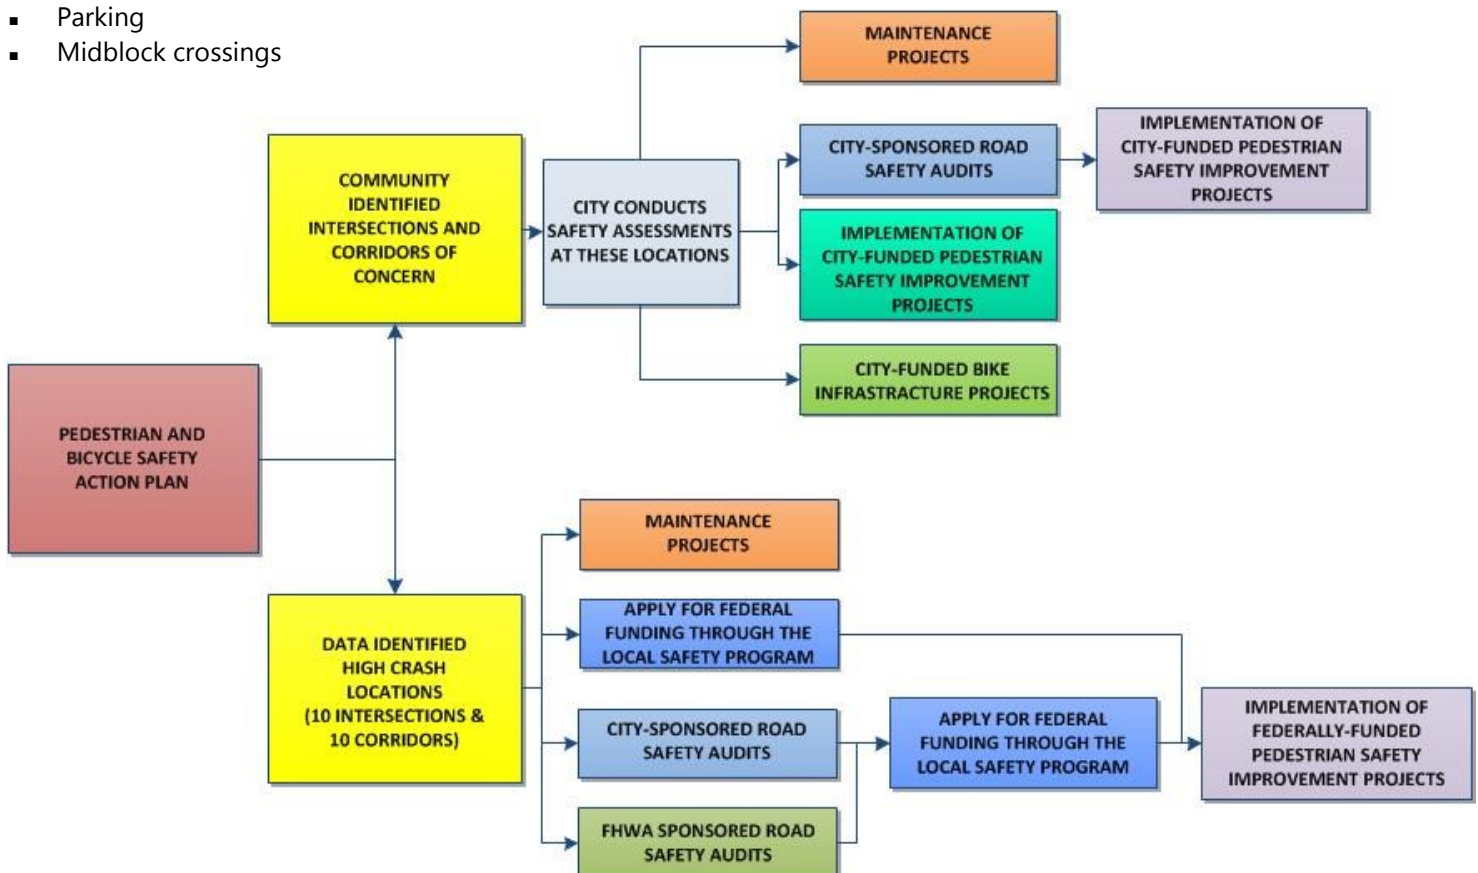 ▪ Parking
▪ Midblock crossings
MAINTENANCE
PROJECTS
COMMUNITY
IDENTIFIED
INTERSECTIONS AND
CORRIDORS OF
CONCERN
CITY CONDUCTS
SAFETY ASSESSMENTS
AT THESE LOCATIONS
CITY-SPONSORED ROAD
SAFETY AUDITS
IMPLEMENTATION OF
CITY-FUNDED PEDESTRIAN
SAFETY IMPROVEMENT
PROJECTS
IMPLEMENTATION OF
CITY-FUNDED PEDESTRIAN
SAFETY IMPROVEMENT
PROJECTS
CITY-FUNDED BIKE
INFRASTRACTURE PROJECTS
PEDESTRIAN AND
BICYCLE SAFETY
ACTION PLAN
DATA IDENTIFIED
HIGH CRASH
LOCATIONS
(10 INTERSECTIONS &
10 CORRIDORS)
MAINTENANCE
PROJECTS
APPLY FOR FEDERAL
FUNDING THROUGH THE
LOCAL SAFETY PROGRAM
CITY-SPONSORED ROAD
SAFETY AUDITS
FHWA SPONSORED ROAD
SAFETY AUDITS
APPLY FOR FEDERAL
FUNDING THROUGH THE
LOCAL SAFETY PROGRAM
IMPLEMENTATION OF
FEDERALLY-FUNDED
PEDESTRIAN SAFETY
IMPROVEMENT PROJECTS